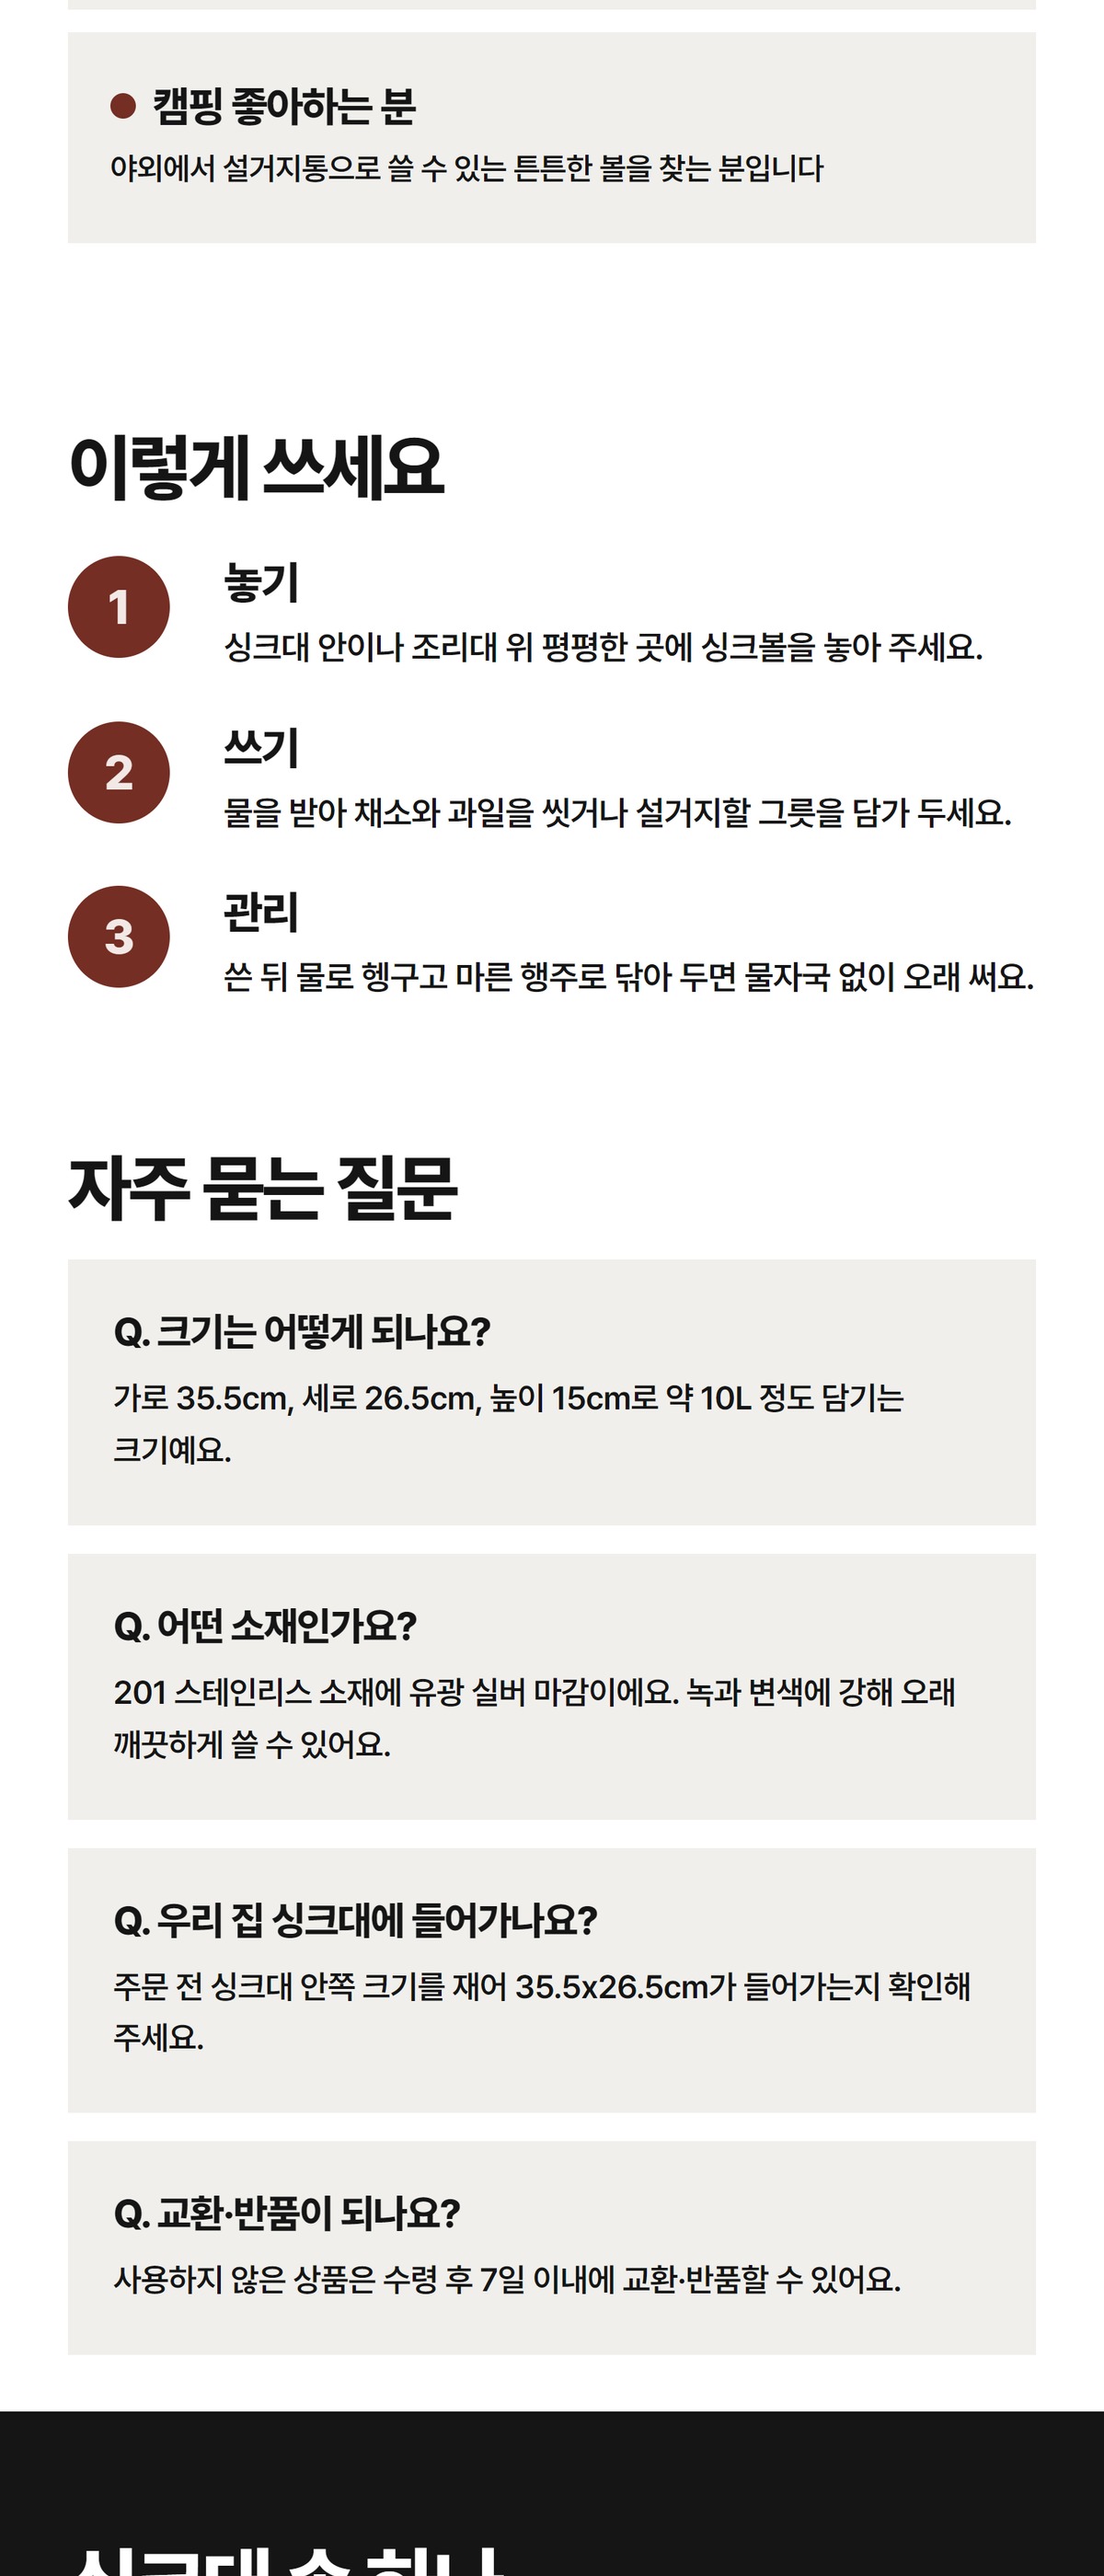 캠핑 좋아하는 분
야외에서 설거지통으로 쓸 수 있는 튼튼한 볼을 찾는 분입니다
이렇게 쓰세요
1
놓기
싱크대 안이나 조리대 위 평평한 곳에 싱크볼을 놓아 주세요.
2
쓰기
물을 받아 채소와 과일을 씻거나 설거지할 그릇을 담가 두세요.
3
관리
쓴 뒤 물로 헹구고 마른 행주로 닦아 두면 물자국 없이 오래 써요.
자주 묻는 질문
Q. 크기는 어떻게 되나요?
가로 35.5cm, 세로 26.5cm, 높이 15cm로 약 10L 정도 담기는
크기예요.
Q. 어떤 소재인가요?
201 스테인리스 소재에 유광 실버 마감이에요. 녹과 변색에 강해 오래
깨끗하게 쓸 수 있어요.
Q. 우리 집 싱크대에 들어가나요?
주문 전 싱크대 안쪽 크기를 재어 35.5x26.5cm가 들어가는지 확인해
주세요.
Q. 교환·반품이 되나요?
사용하지 않은 상품은 수령 후 7일 이내에 교환·반품할 수 있어요.